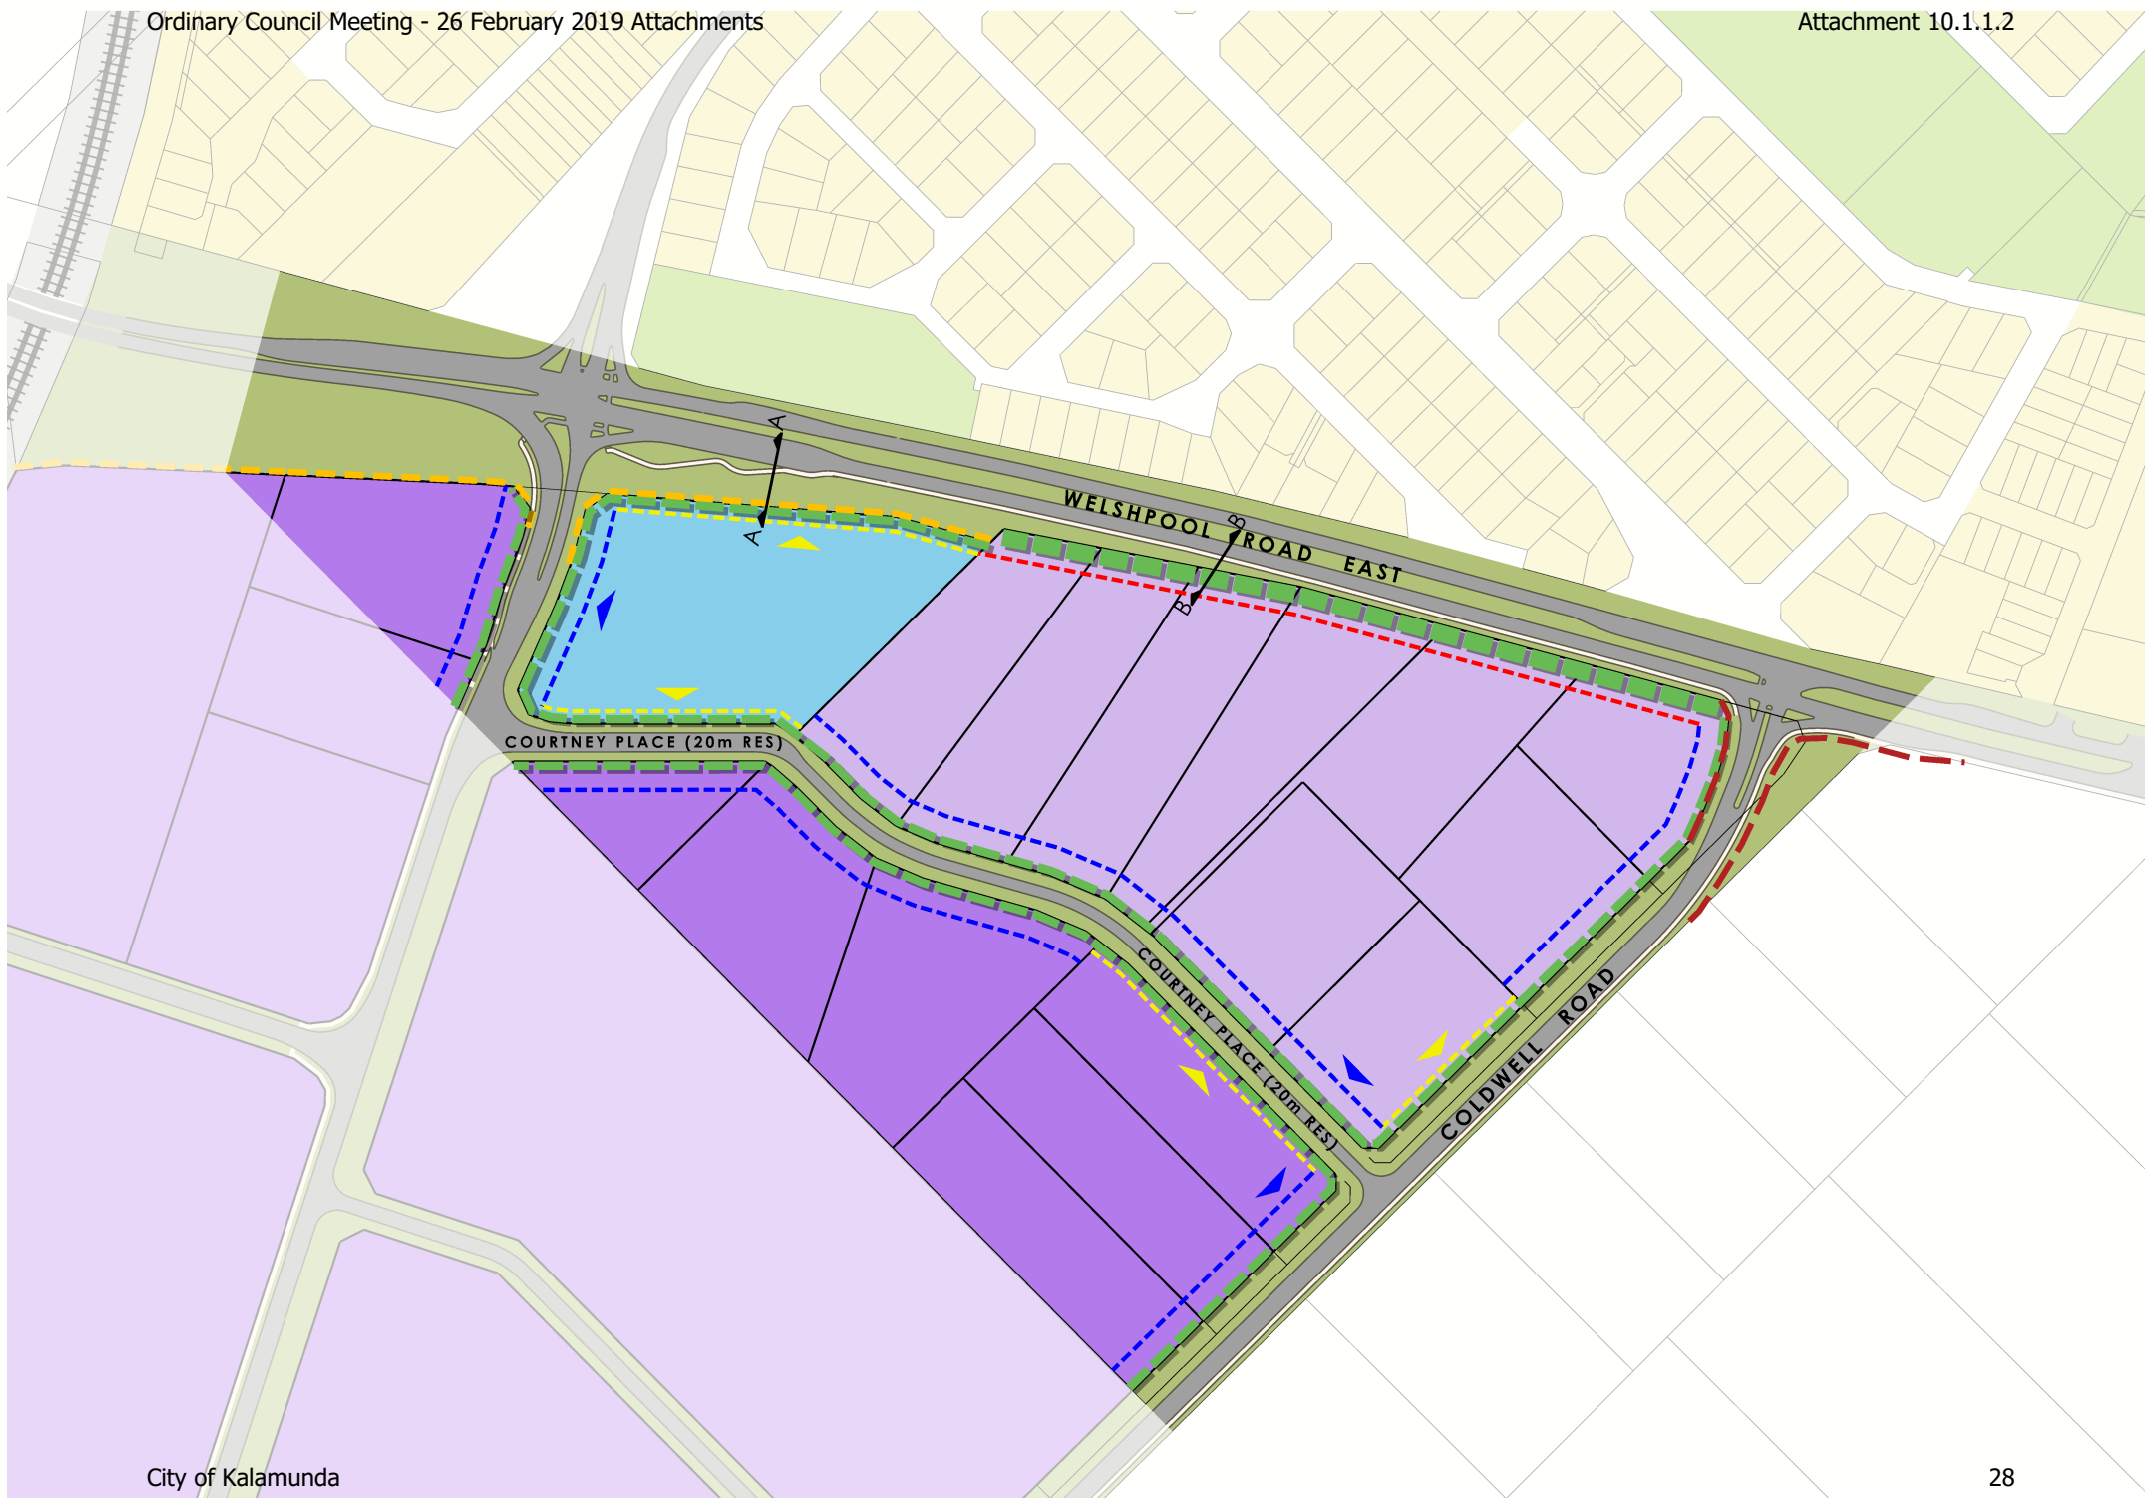 Ordinary Council Meeting - 26 February 2019 Attachments
Attachment 10.1.1.2
A
A
WELSHPOOL ROAD EAST
B
B
COURTNEY PLACE (20m RES)
COURTNEY PLACE (20m RES)
COLDWELL ROAD
City of Kalamunda
28